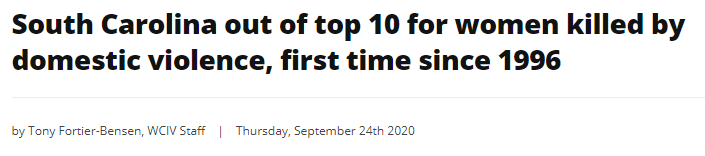 South Carolina out of top 10 for women killed by
domestic violence, first time since 1996
by Tony Fortier-Bensen, WCIV Staff | Thursday, September 24th 2020